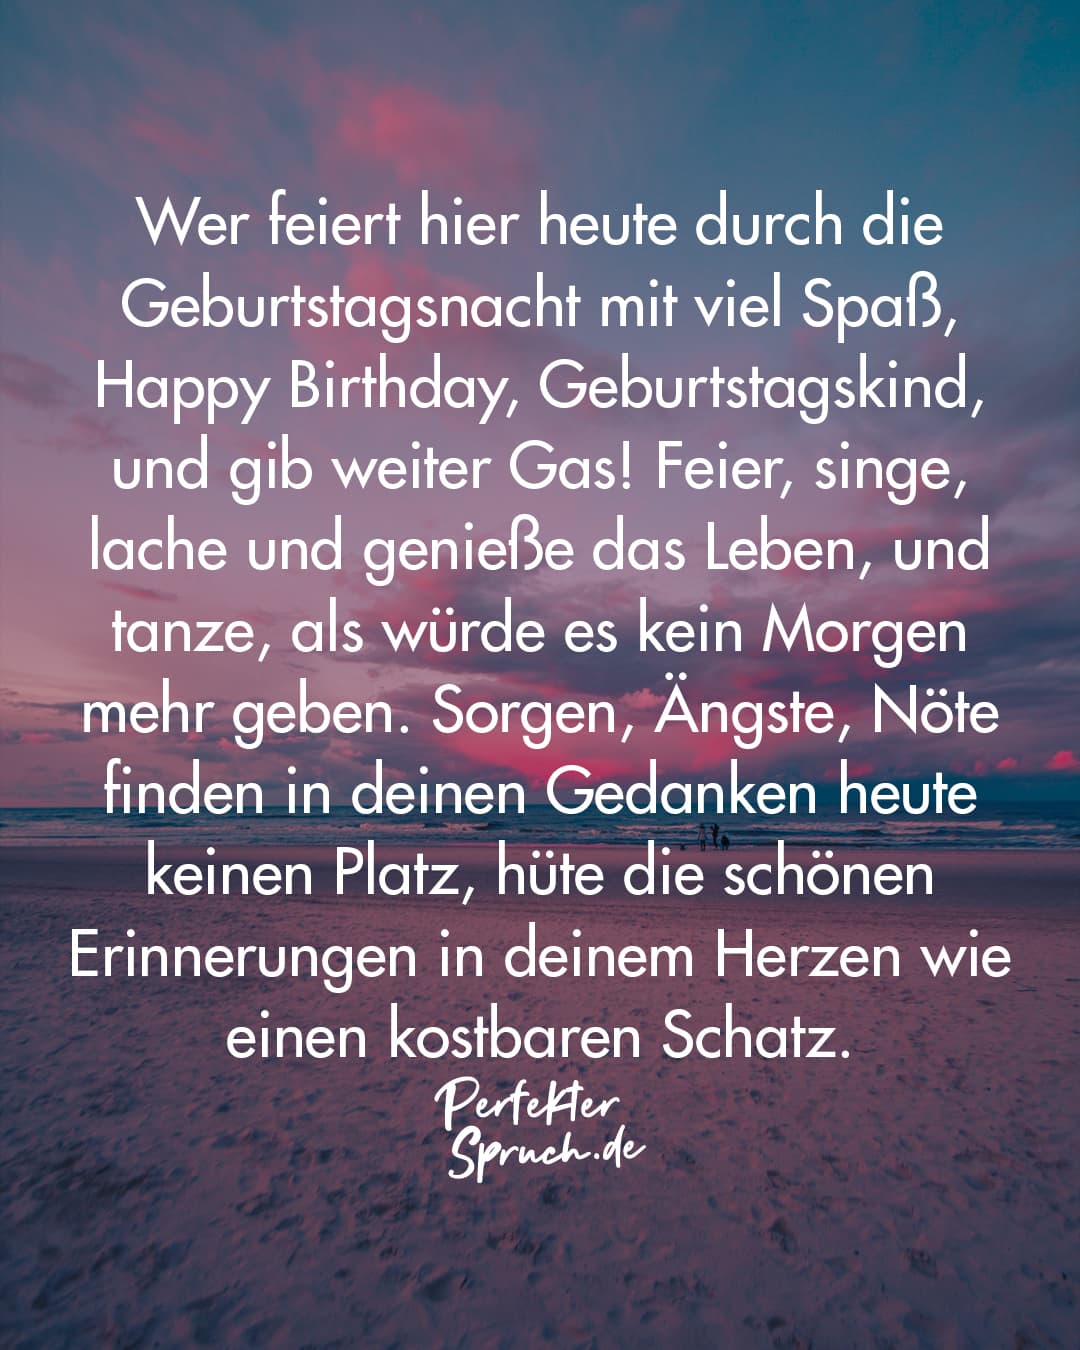 Wer feiert hier heute durch die
Geburtstagsnacht mit viel Spaß,
Happy Birthday, Geburtstagskind,
und gib weiter Gas! Feier, singe,
lache und genieße das Leben, und
tanze, als würde es kein Morgen
mehr geben. Sorgen, Ängste, Nöte
finden in deinen Gedanken heute
keinen Platz, hüte die schönen
Erinnerungen in deinem Herzen wie
einen kostbaren Schatz.
Perfekter
Spruch.de